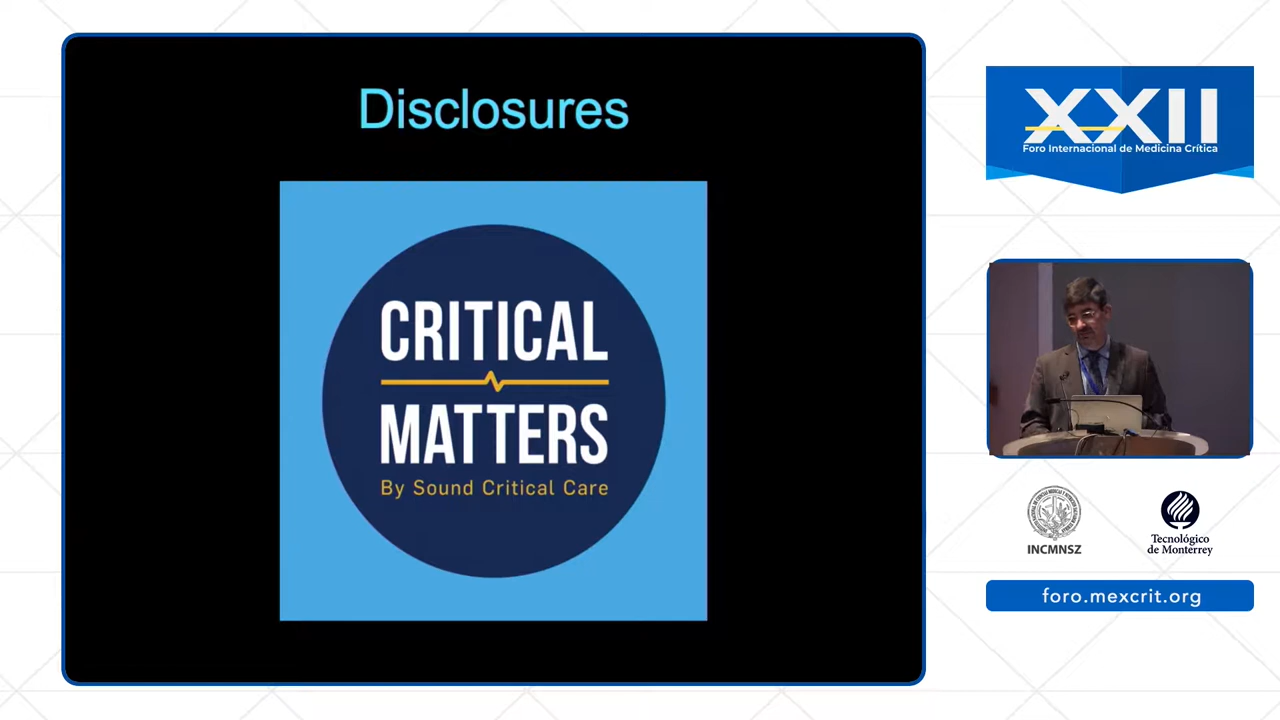 Disclosures
CRITICAL
MATTERS
By Sound Critical Care
XXII
Foro Internacional de Medicina Crítica
INCMNSZ
Tecnológico
de Monterrey
foro.mexcrit.org